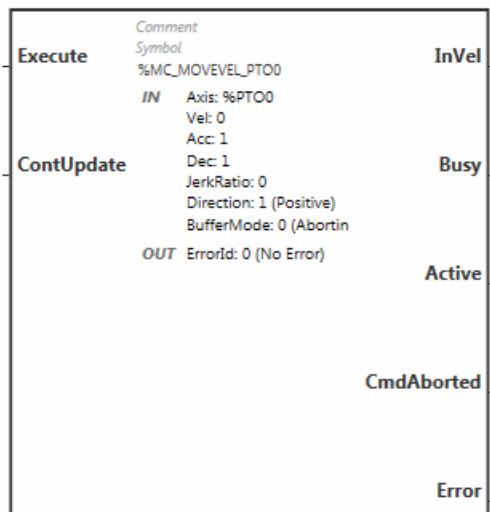 Comment
Execute
Symbol
InVel
%MC_MOVEVEL_PTO0
IN Axis: %PTO0
Vel: 0
Acc: 1
ContUpdate
Dec: 1
Busy
JerkRatio: 0
Direction: 1 (Positive)
BufferMode: 0 (Abortin
OUT ErrorId: 0 (No Error)
Active
CmdAborted
Error